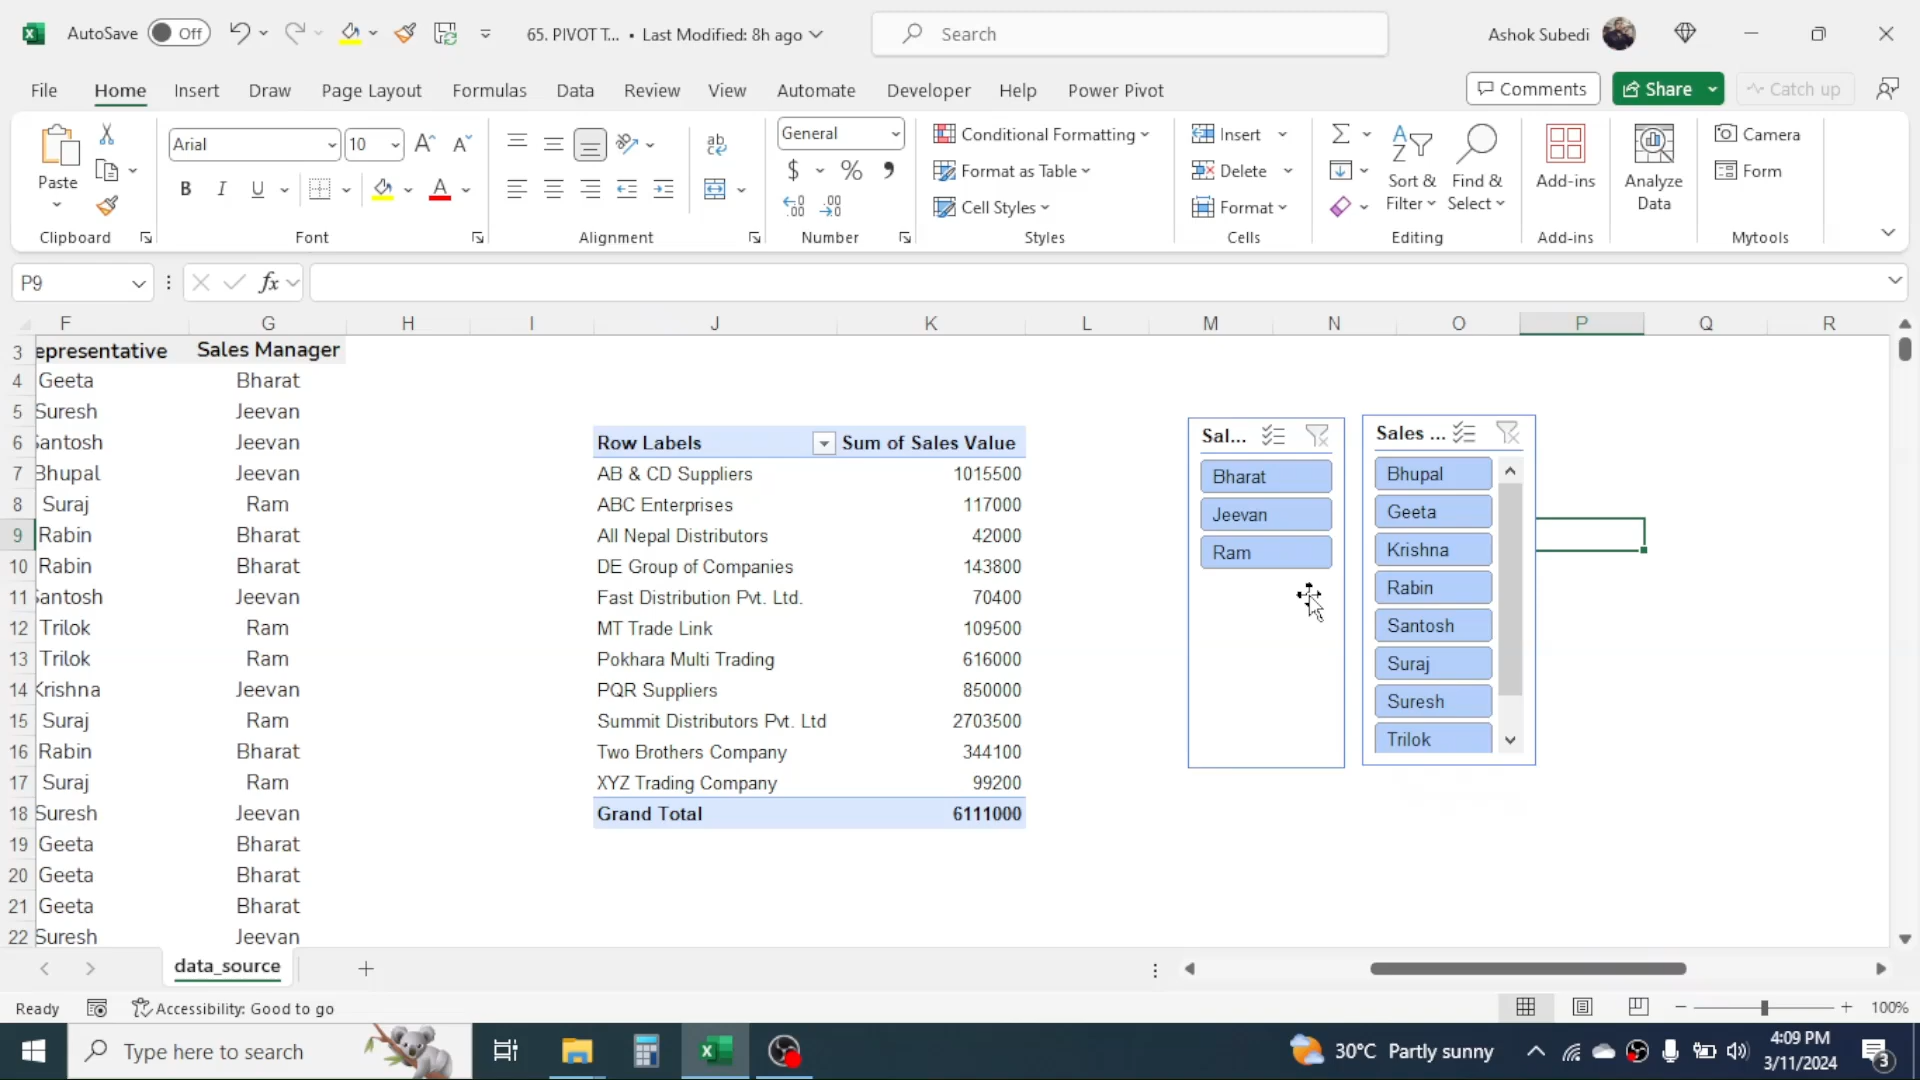 AutoSave Off 65. PIVOT T... • Last Modified: 8h ago Search Ashok Subedi
File Home Insert Draw Page Layout Formulas Data Review View Automate Developer Help Power Pivot Comments Share Catch up
Paste
Clipboard
Arial 10
B I U A
Font
ab
Alignment
General
$ % 9
.00 .00
Number
Conditional Formatting
Format as Table
Cell Styles
Styles
Insert
Delete
Format
Cells
Sort & Filter
Find & Select
Editing
Add-ins
Add-ins
Analyze Data
Camera
Form
Mytools
P9 fx
F G H I J K L M N O P Q R
3 epresentative Sales Manager
4 Geeta Bharat
5 Suresh Jeevan
6 Santosh Jeevan
7 Bhupal Jeevan
8 Suraj Ram
9 Rabin Bharat
10 Rabin Bharat
11 Santosh Jeevan
12 Trilok Ram
13 Trilok Ram
14 Krishna Jeevan
15 Suraj Ram
16 Rabin Bharat
17 Suraj Ram
18 Suresh Jeevan
19 Geeta Bharat
20 Geeta Bharat
21 Geeta Bharat
22 Suresh Jeevan
Row Labels Sum of Sales Value
AB & CD Suppliers 1015500
ABC Enterprises 117000
All Nepal Distributors 42000
DE Group of Companies 143800
Fast Distribution Pvt. Ltd. 70400
MT Trade Link 109500
Pokhara Multi Trading 616000
PQR Suppliers 850000
Summit Distributors Pvt. Ltd 2703500
Two Brothers Company 344100
XYZ Trading Company 99200
Grand Total 6111000
Sal...
Bharat
Jeevan
Ram
Sales ...
Bhupal
Geeta
Krishna
Rabin
Santosh
Suraj
Suresh
Trilok
data_source
Ready Accessibility: Good to go 100%
Type here to search 30°C Partly sunny 4:09 PM
3/11/2024 3